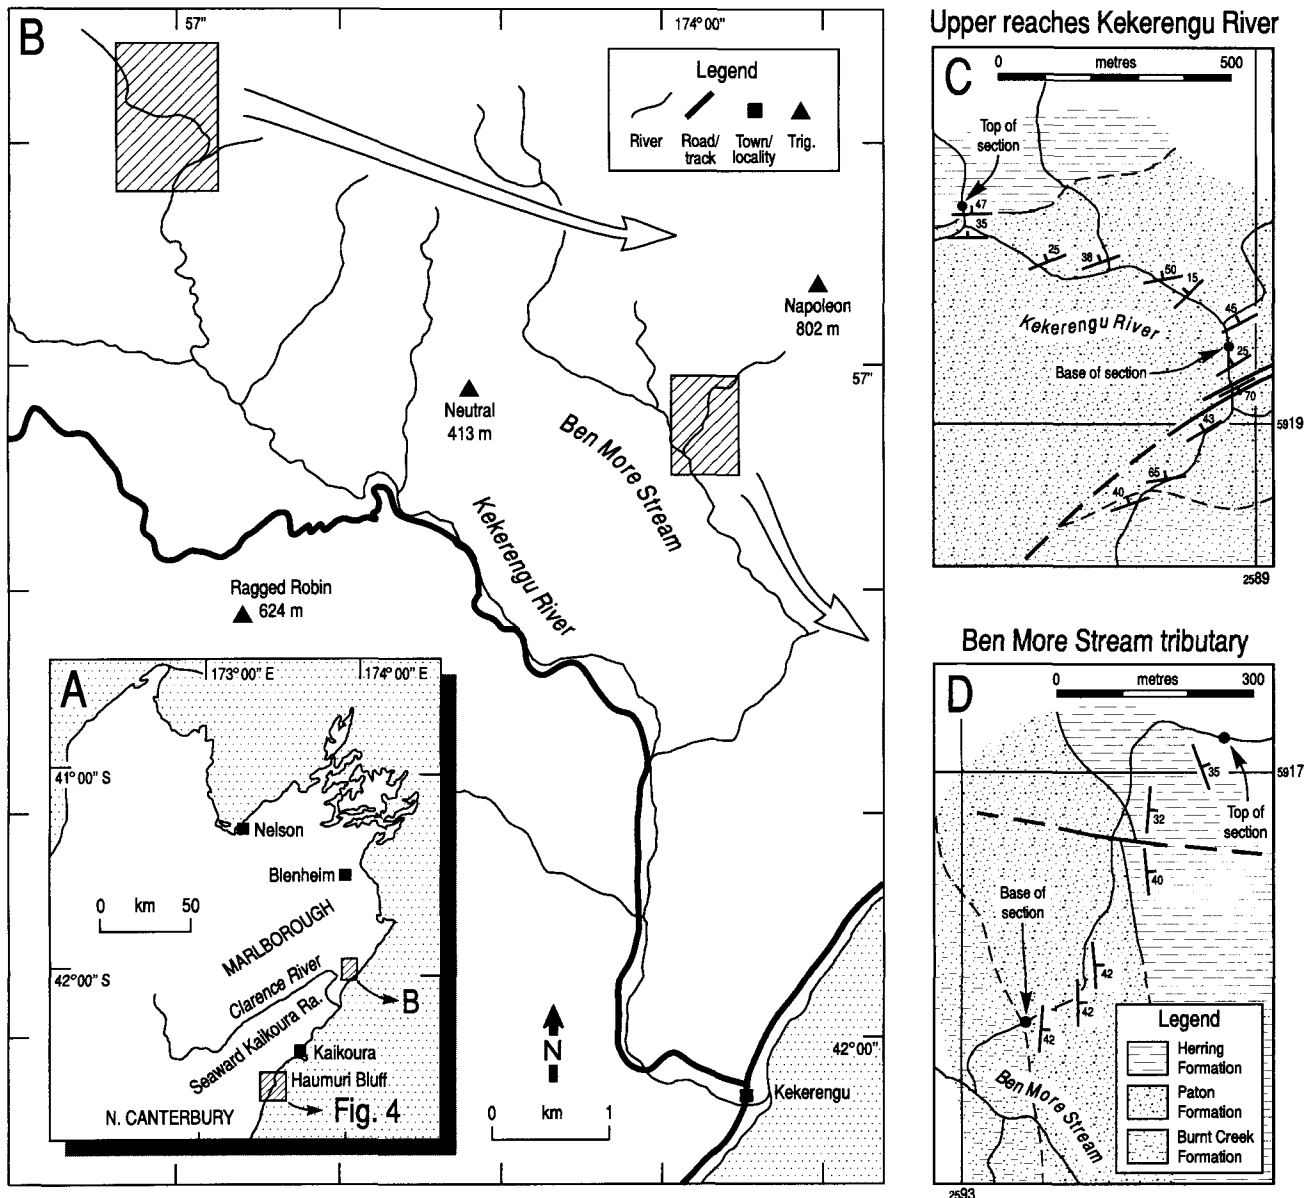 B
57"
174°00"
Legend
River
Road/
track
Town/
locality
Trig.
Napoleon
802 m
57"
Neutral
413 m
Ben More Stream
Kekerengu River
Ragged Robin
624 m
42°00"
N
0 km 1
Kekerengu
A
173°00" E
174°00" E
41°00" S
Nelson
Blenheim
0 km 50
MARLBOROUGH
Clarence River
42°00" S
B
Seaward Kaikoura Ra.
Kaikoura
Haumuri Bluff
Fig. 4
N. CANTERBURY
Upper reaches Kekerengu River
C
0 metres 500
Top of
section
47
35
25
38
50
15
Kekerengu River
45
Base of section
25
70
43
5919
65
40
2589
Ben More Stream tributary
D
0 metres 300
35
5917
Top of
section
32
40
Base of
section
42
42
42
Ben More Stream
Legend
Herring
Formation
Paton
Formation
Burnt Creek
Formation
2593